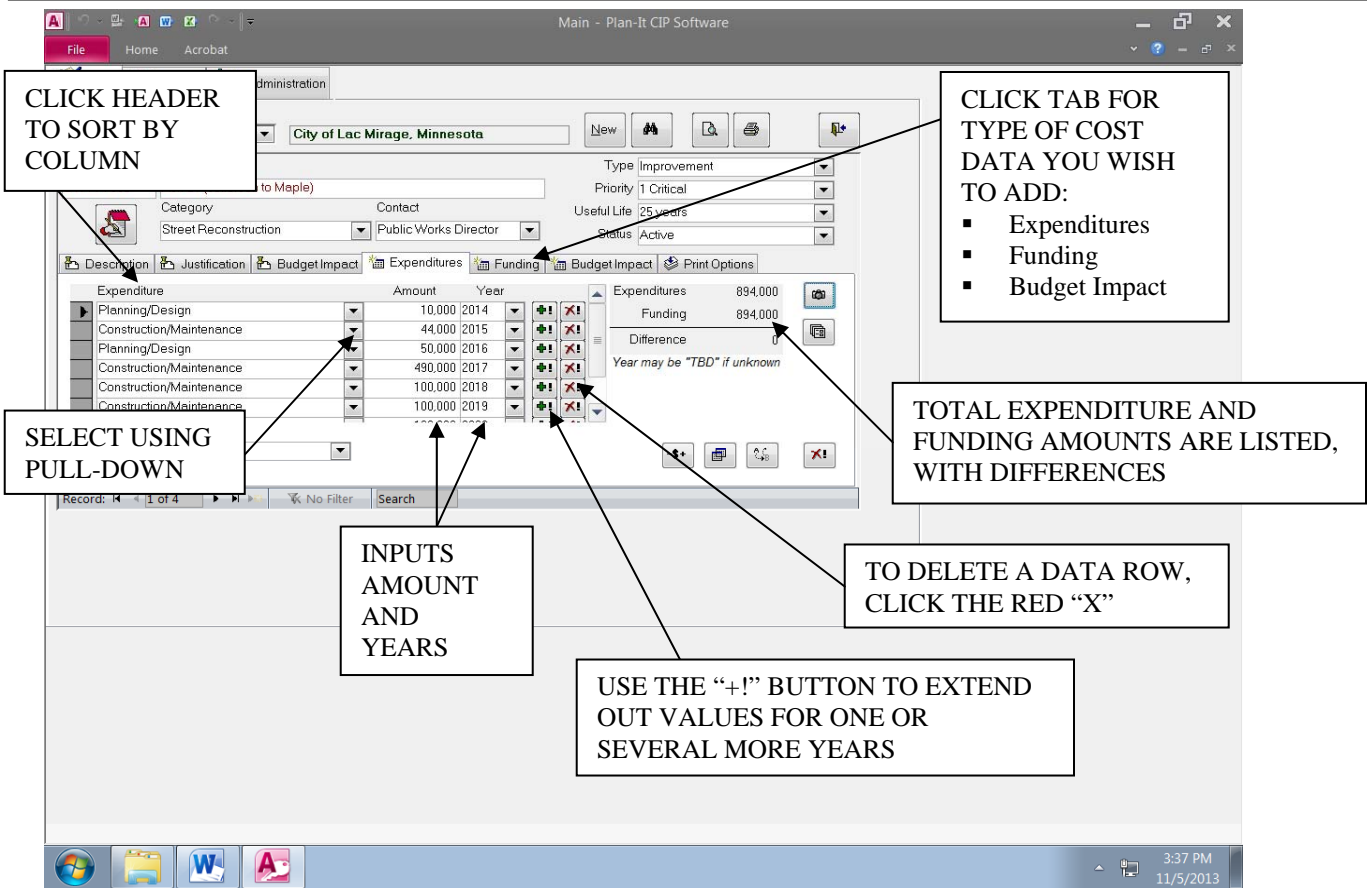 Main - Plan-It CIP Software
File Home Acrobat
dministration
CLICK HEADER
TO SORT BY
COLUMN
City of Lac Mirage, Minnesota
New
CLICK TAB FOR
TYPE OF COST
DATA YOU WISH
TO ADD:
▪ Expenditures
▪ Funding
▪ Budget Impact
Type Improvement
to Maple)
Priority 1 Critical
Category Contact Useful Life 25 years
Street Reconstruction Public Works Director Status Active
Description Justification Budget Impact Expenditures Funding Budget Impact Print Options
Expenditure Amount Year
Planning/Design 10,000 2014
Construction/Maintenance 44,000 2015
Planning/Design 50,000 2016
Construction/Maintenance 490,000 2017
Construction/Maintenance 100,000 2018
Construction/Maintenance 100,000 2019
Expenditures 894,000
Funding 894,000
Difference 0
Year may be "TBD" if unknown
SELECT USING
PULL-DOWN
TOTAL EXPENDITURE AND
FUNDING AMOUNTS ARE LISTED,
WITH DIFFERENCES
Record: 1 of 4 No Filter Search
INPUTS
AMOUNT
AND
YEARS
TO DELETE A DATA ROW,
CLICK THE RED “X”
USE THE “+!” BUTTON TO EXTEND
OUT VALUES FOR ONE OR
SEVERAL MORE YEARS
3:37 PM
11/5/2013